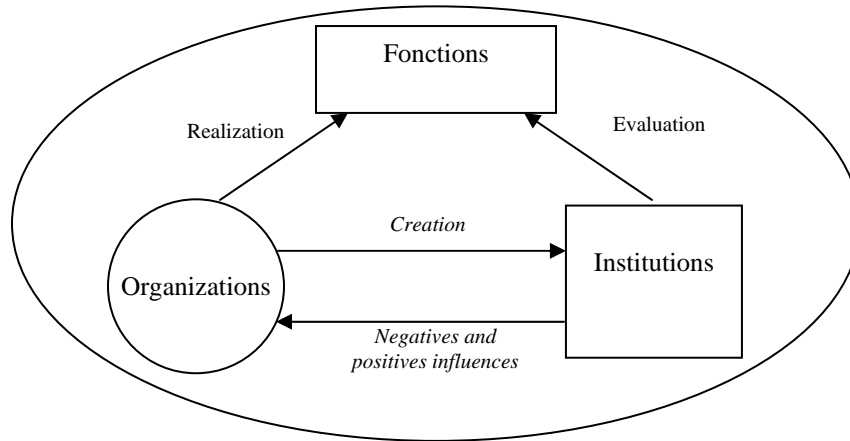 Fonctions
Realization
Evaluation
Creation
Organizations
Institutions
Negatives and
positives influences